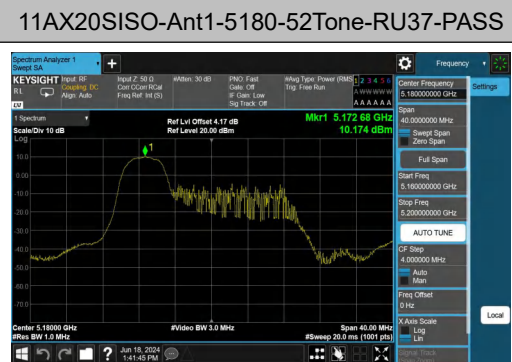 11AX20SISO-Ant1-5180-52Tone-RU37-PASS
Spectrum Analyzer 1
Swept SA
Frequency
KEYSIGHT Input: RF
RL
Coupling: DC
Align: Auto
LV
Input Z: 50 Ω
Corr CCorr RCal
Freq Ref: Int (S)
#Atten: 30 dB
PNO: Fast
Gate: Off
IF Gain: Low
Sig Track: Off
#Avg Type: Power (RMS
Trig: Free Run
1 2 3 4 5 6
A W W W W W
A A A A A A
Center Frequency
5.180000000 GHz
Settings
Span
40.0000000 MHz
Swept Span
Zero Span
Full Span
Start Freq
5.160000000 GHz
Stop Freq
5.200000000 GHz
AUTO TUNE
CF Step
4.000000 MHz
Auto
Man
Freq Offset
0 Hz
X Axis Scale
Log
Lin
Signal Track
Local
1 Spectrum
Scale/Div 10 dB
Ref Lvl Offset 4.17 dB
Ref Level 20.00 dBm
Mkr1 5.172 68 GHz
10.174 dBm
Log
1
10.0
0.00
-10.0
-20.0
-30.0
-40.0
-50.0
-60.0
-70.0
Center 5.18000 GHz
#Res BW 1.0 MHz
#Video BW 3.0 MHz
Span 40.00 MHz
#Sweep 20.0 ms (1001 pts)
?
Jun 18, 2024
1:41:45 PM